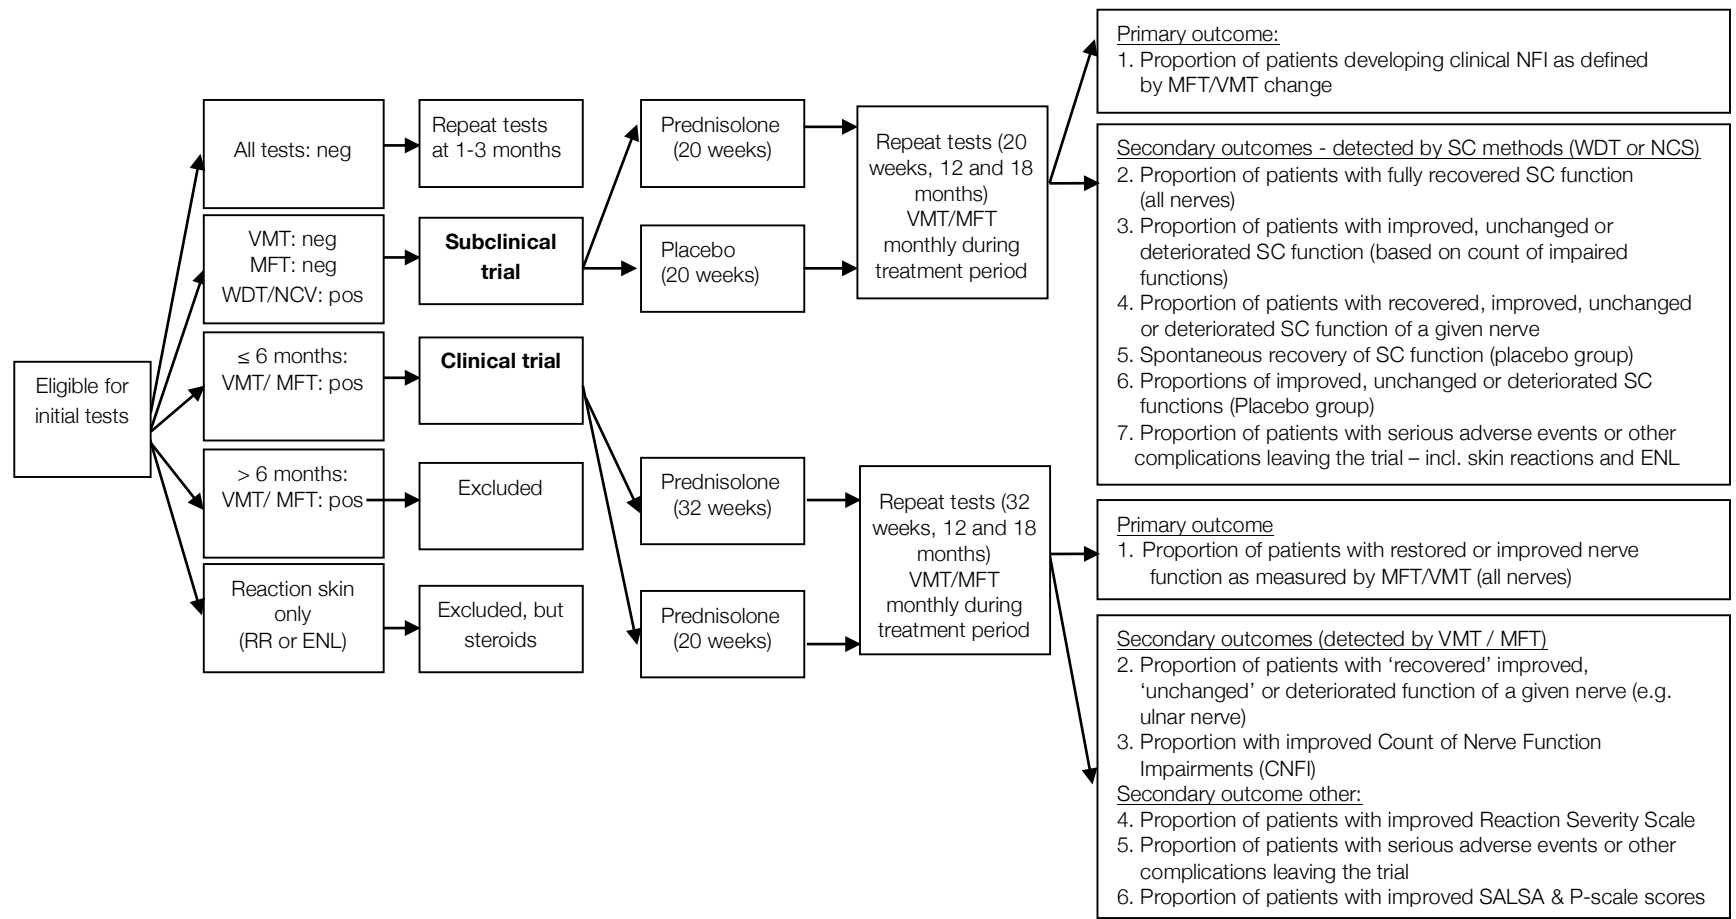 Eligible for
initial tests
All tests: neg
VMT: neg
MFT: neg
WDT/NCV: pos
≤ 6 months:
VMT/ MFT: pos
> 6 months:
VMT/ MFT: pos
Reaction skin
only
(RR or ENL)
Repeat tests
at 1-3 months
Subclinical
trial
Clinical trial
Excluded
Excluded, but
steroids
Prednisolone
(20 weeks)
Placebo
(20 weeks)
Prednisolone
(32 weeks)
Prednisolone
(20 weeks)
Repeat tests (20
weeks, 12 and 18
months)
VMT/MFT
monthly during
treatment period
Repeat tests (32
weeks, 12 and 18
months)
VMT/MFT
monthly during
treatment period
Primary outcome:
1. Proportion of patients developing clinical NFI as defined
by MFT/VMT change
Secondary outcomes - detected by SC methods (WDT or NCS)
2. Proportion of patients with fully recovered SC function
(all nerves)
3. Proportion of patients with improved, unchanged or
deteriorated SC function (based on count of impaired
functions)
4. Proportion of patients with recovered, improved, unchanged
or deteriorated SC function of a given nerve
5. Spontaneous recovery of SC function (placebo group)
6. Proportions of improved, unchanged or deteriorated SC
functions (Placebo group)
7. Proportion of patients with serious adverse events or other
complications leaving the trial – incl. skin reactions and ENL
Primary outcome
1. Proportion of patients with restored or improved nerve
function as measured by MFT/VMT (all nerves)
Secondary outcomes (detected by VMT / MFT)
2. Proportion of patients with ‘recovered’ improved,
‘unchanged’ or deteriorated function of a given nerve (e.g.
ulnar nerve)
3. Proportion with improved Count of Nerve Function
Impairments (CNFI)
Secondary outcome other:
4. Proportion of patients with improved Reaction Severity Scale
5. Proportion of patients with serious adverse events or other
complications leaving the trial
6. Proportion of patients with improved SALSA & P-scale scores